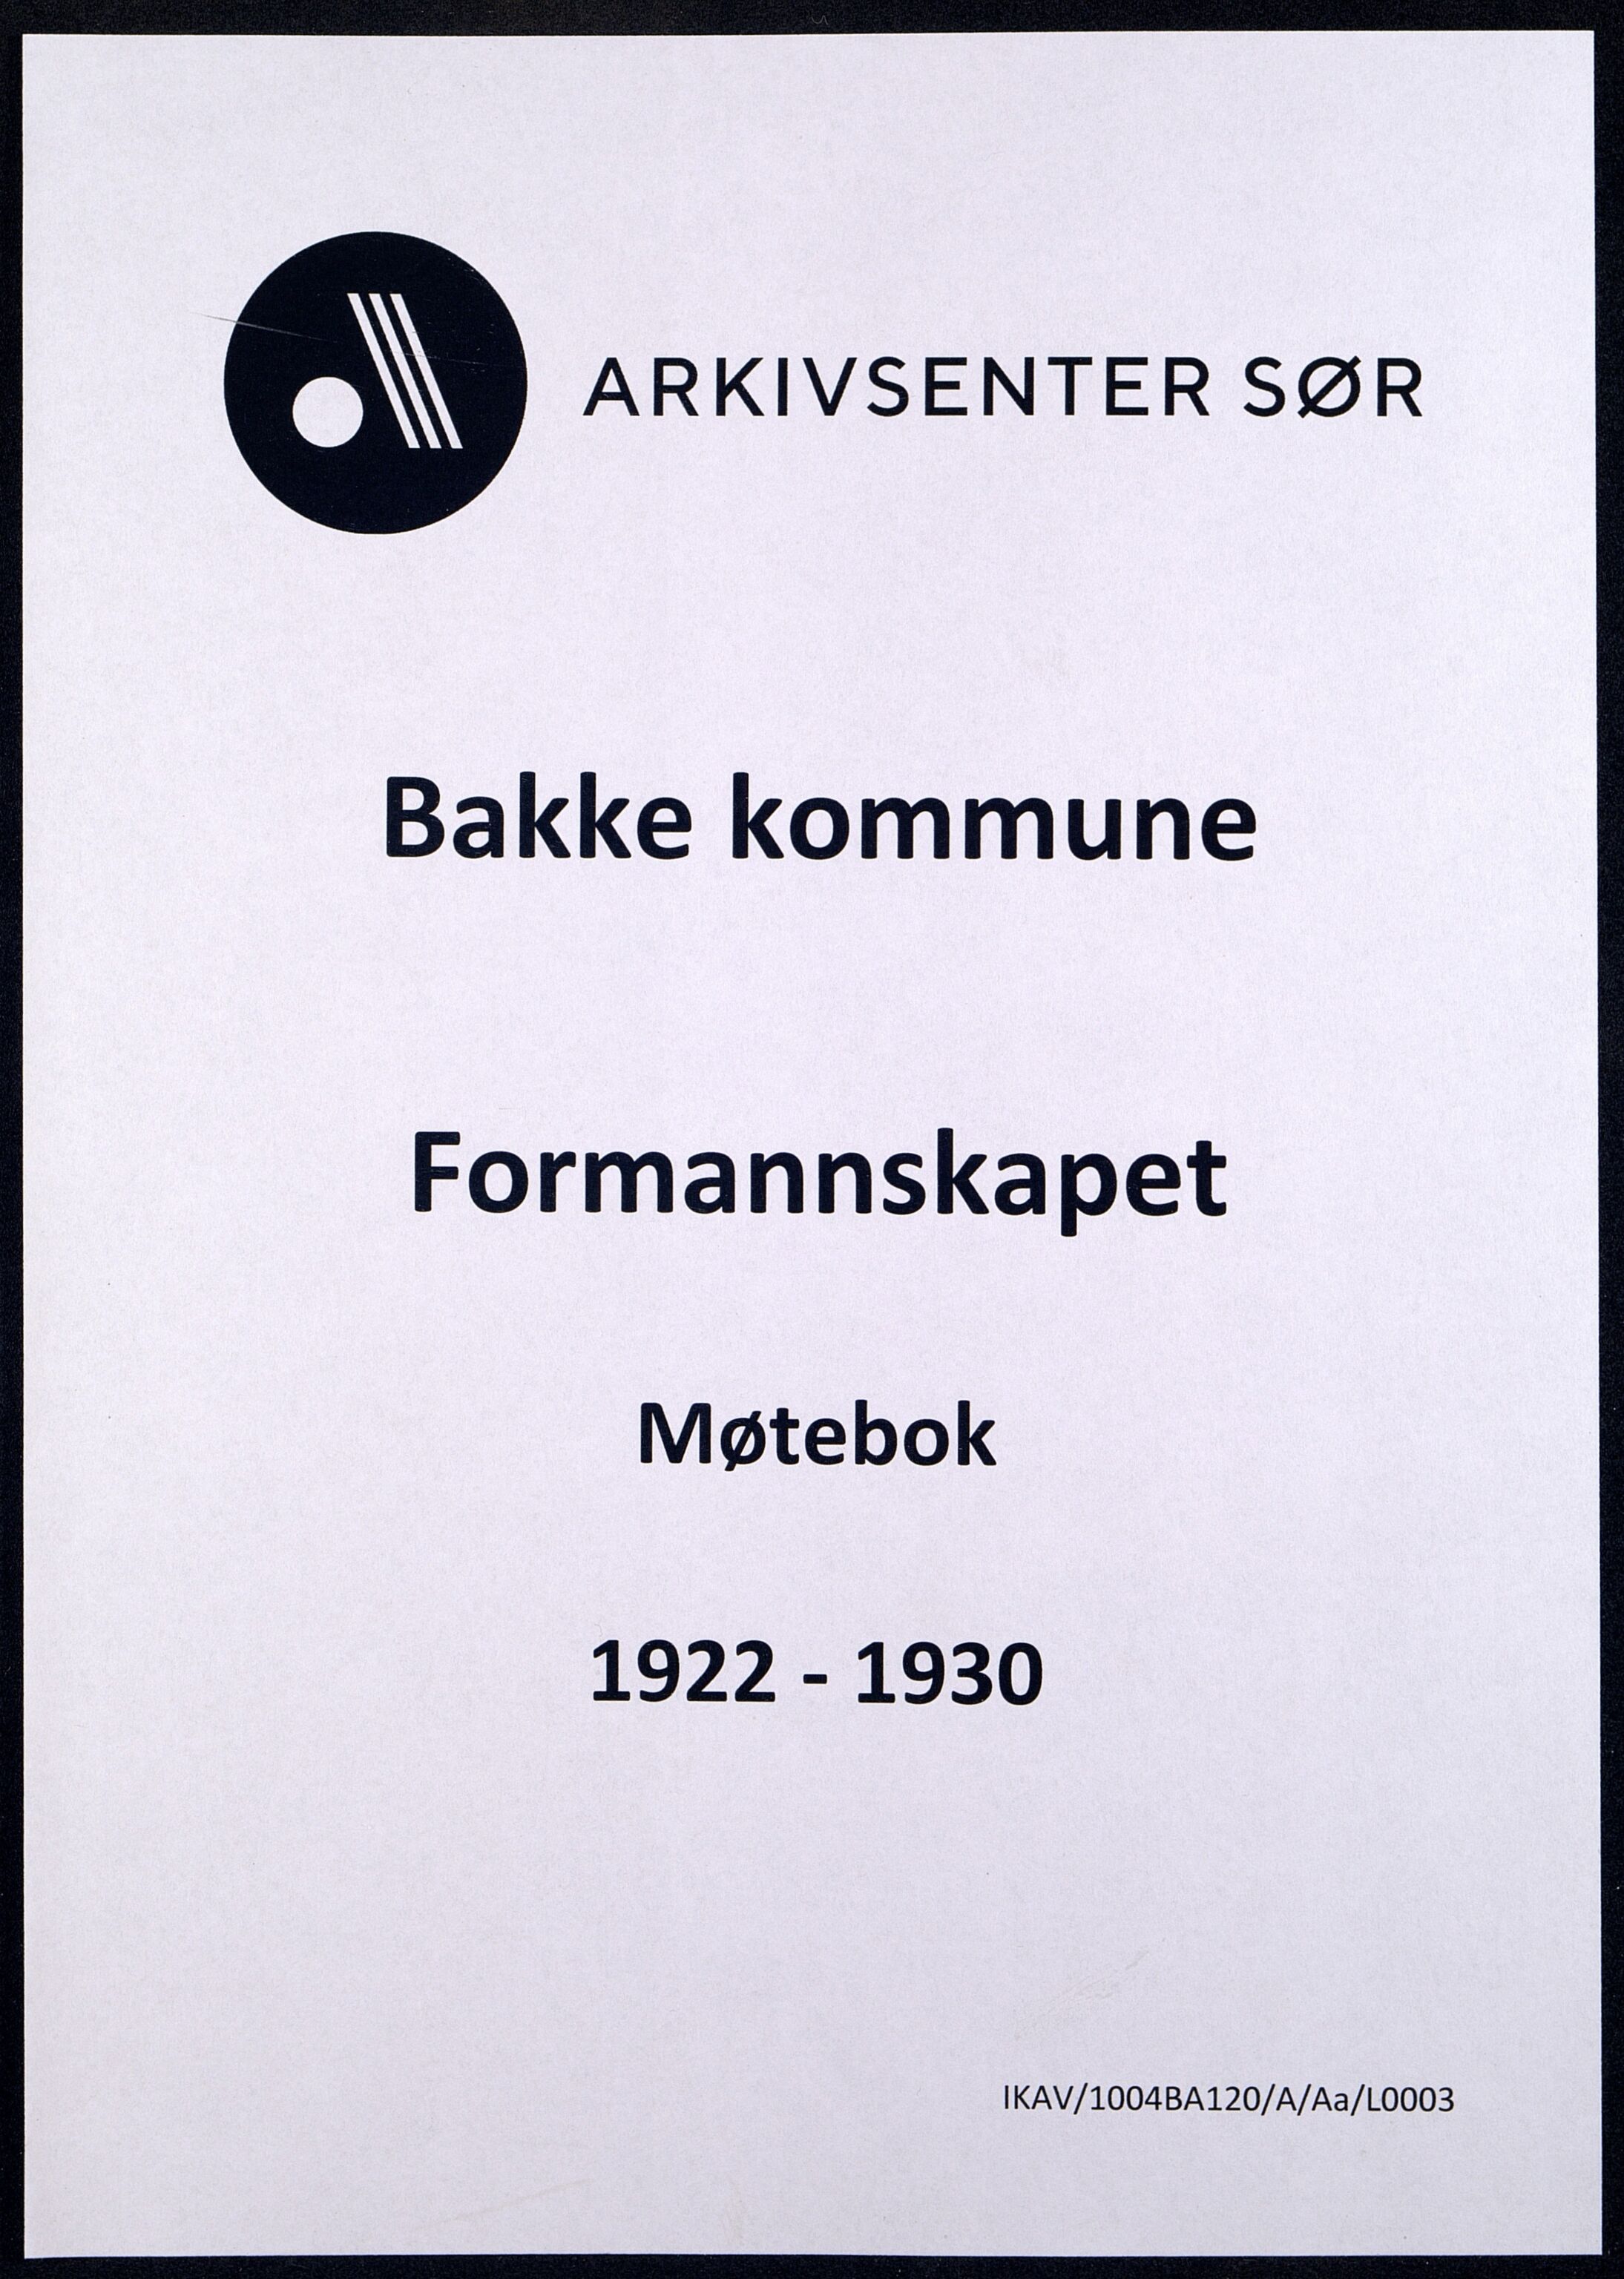 ARKIVSENTER SØR
Bakke kommune
Formannskapet
Møtebok
1922 - 1930
IKAV/1004BA120/A/Aa/L0003